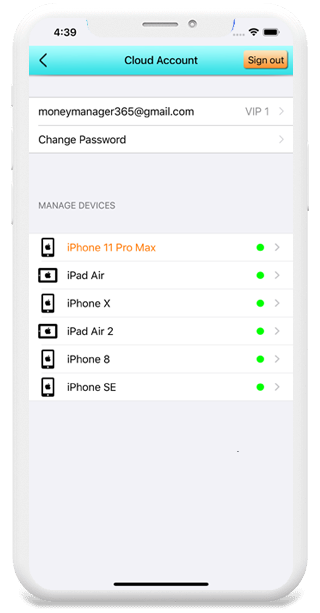 4:39
Cloud Account
Sign out
moneymanager365@gmail.com VIP 1
Change Password
MANAGE DEVICES
iPhone 11 Pro Max
iPad Air
iPhone X
iPad Air 2
iPhone 8
iPhone SE